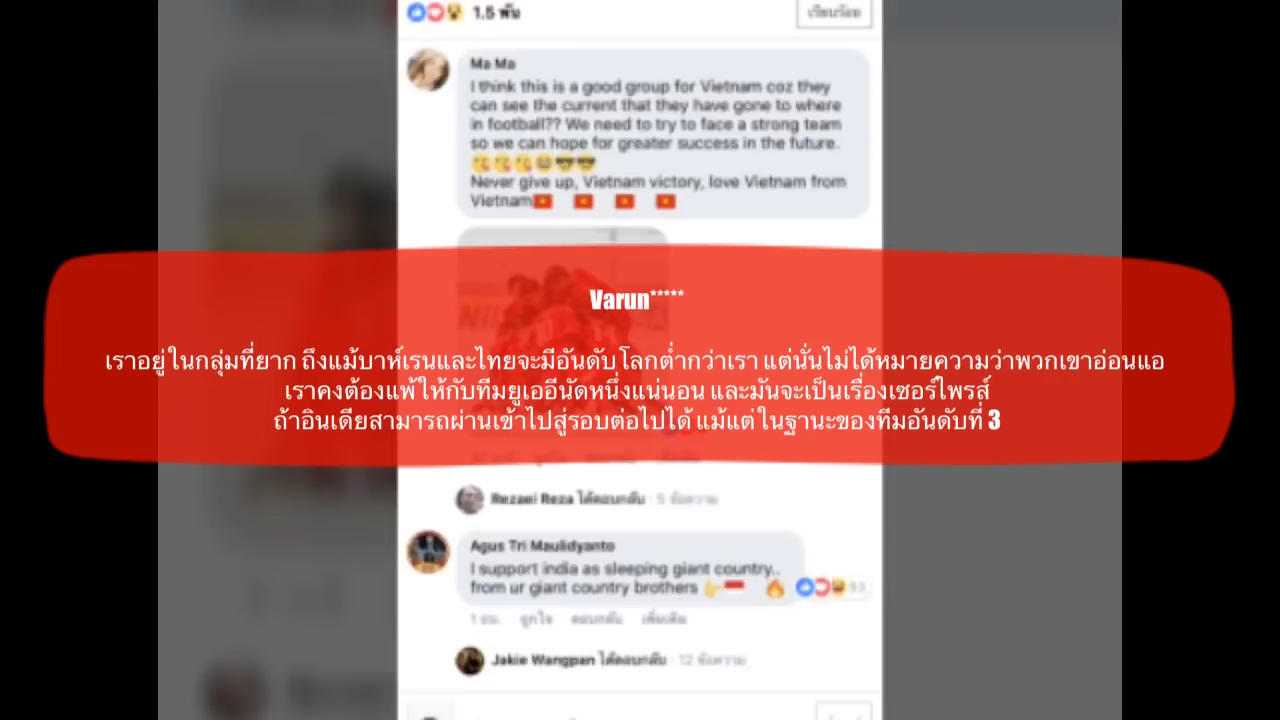 1.5 พัน
เรียบร้อย
Ma Ma
I think this is a good group for Vietnam coz they
can see the current that they have gone to where
in football?? We need to try to face a strong team
so we can hope for greater success in the future.
😘😘😘😂😎😎
Never give up, Vietnam victory, love Vietnam from
Vietnam🇻🇳 🇻🇳 🇻🇳 🇻🇳
Varun*****
เราอยู่ในกลุ่มที่ยาก ถึงแม้บาห์เรนและไทยจะมีอันดับโลกต่ำกว่าเรา แต่นั่นไม่ได้หมายความว่าพวกเขาอ่อนแอ
เราคงต้องแพ้ให้กับทีมยูเออีนัดหนึ่งแน่นอน และมันจะเป็นเรื่องเซอร์ไพรส์
ถ้าอินเดียสามารถผ่านเข้าไปสู่รอบต่อไปได้ แม้แต่ในฐานะของทีมอันดับที่ 3
Rezaei Reza ได้ตอบกลับ · 5 ข้อความ
Agus Tri Maulidyanto
I support india as sleeping giant country..
from ur giant country brothers 👉🇮🇩 🔥
93
1 ชม. ถูกใจ ตอบกลับ เพิ่มเติม
Jakie Wangpan ได้ตอบกลับ · 12 ข้อความ